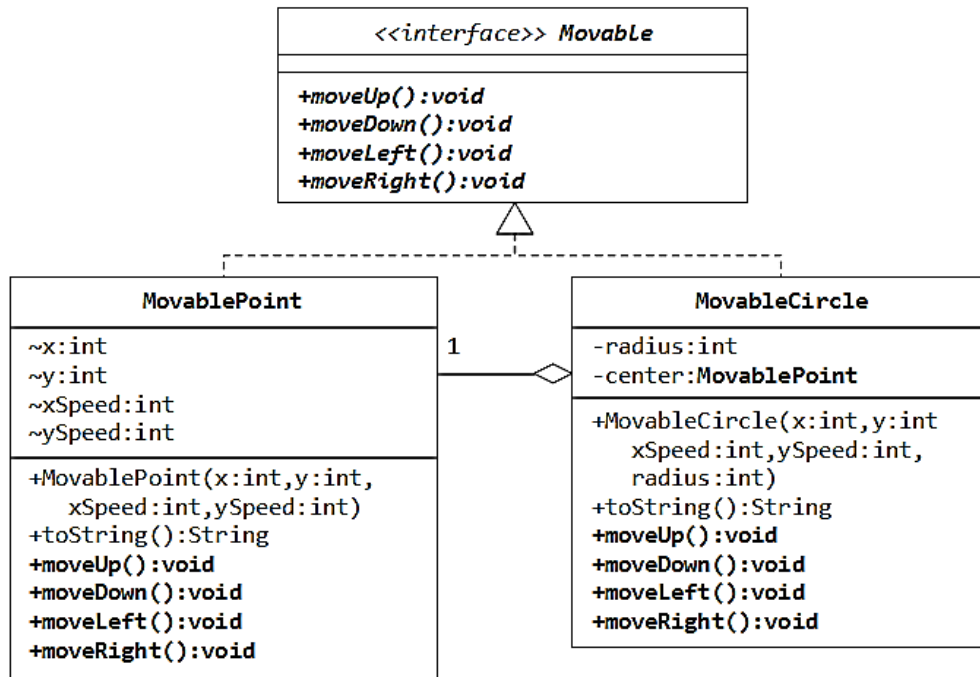 <<interface>> Movable
+moveUp():void
+moveDown():void
+moveLeft():void
+moveRight():void
MovablePoint
~x:int
~y:int
~xSpeed:int
~ySpeed:int
+MovablePoint(x:int,y:int,
xSpeed:int,ySpeed:int)
+toString():String
+moveUp():void
+moveDown():void
+moveLeft():void
+moveRight():void
1
MovableCircle
-radius:int
-center:MovablePoint
+MovableCircle(x:int,y:int
xSpeed:int,ySpeed:int,
radius:int)
+toString():String
+moveUp():void
+moveDown():void
+moveLeft():void
+moveRight():void